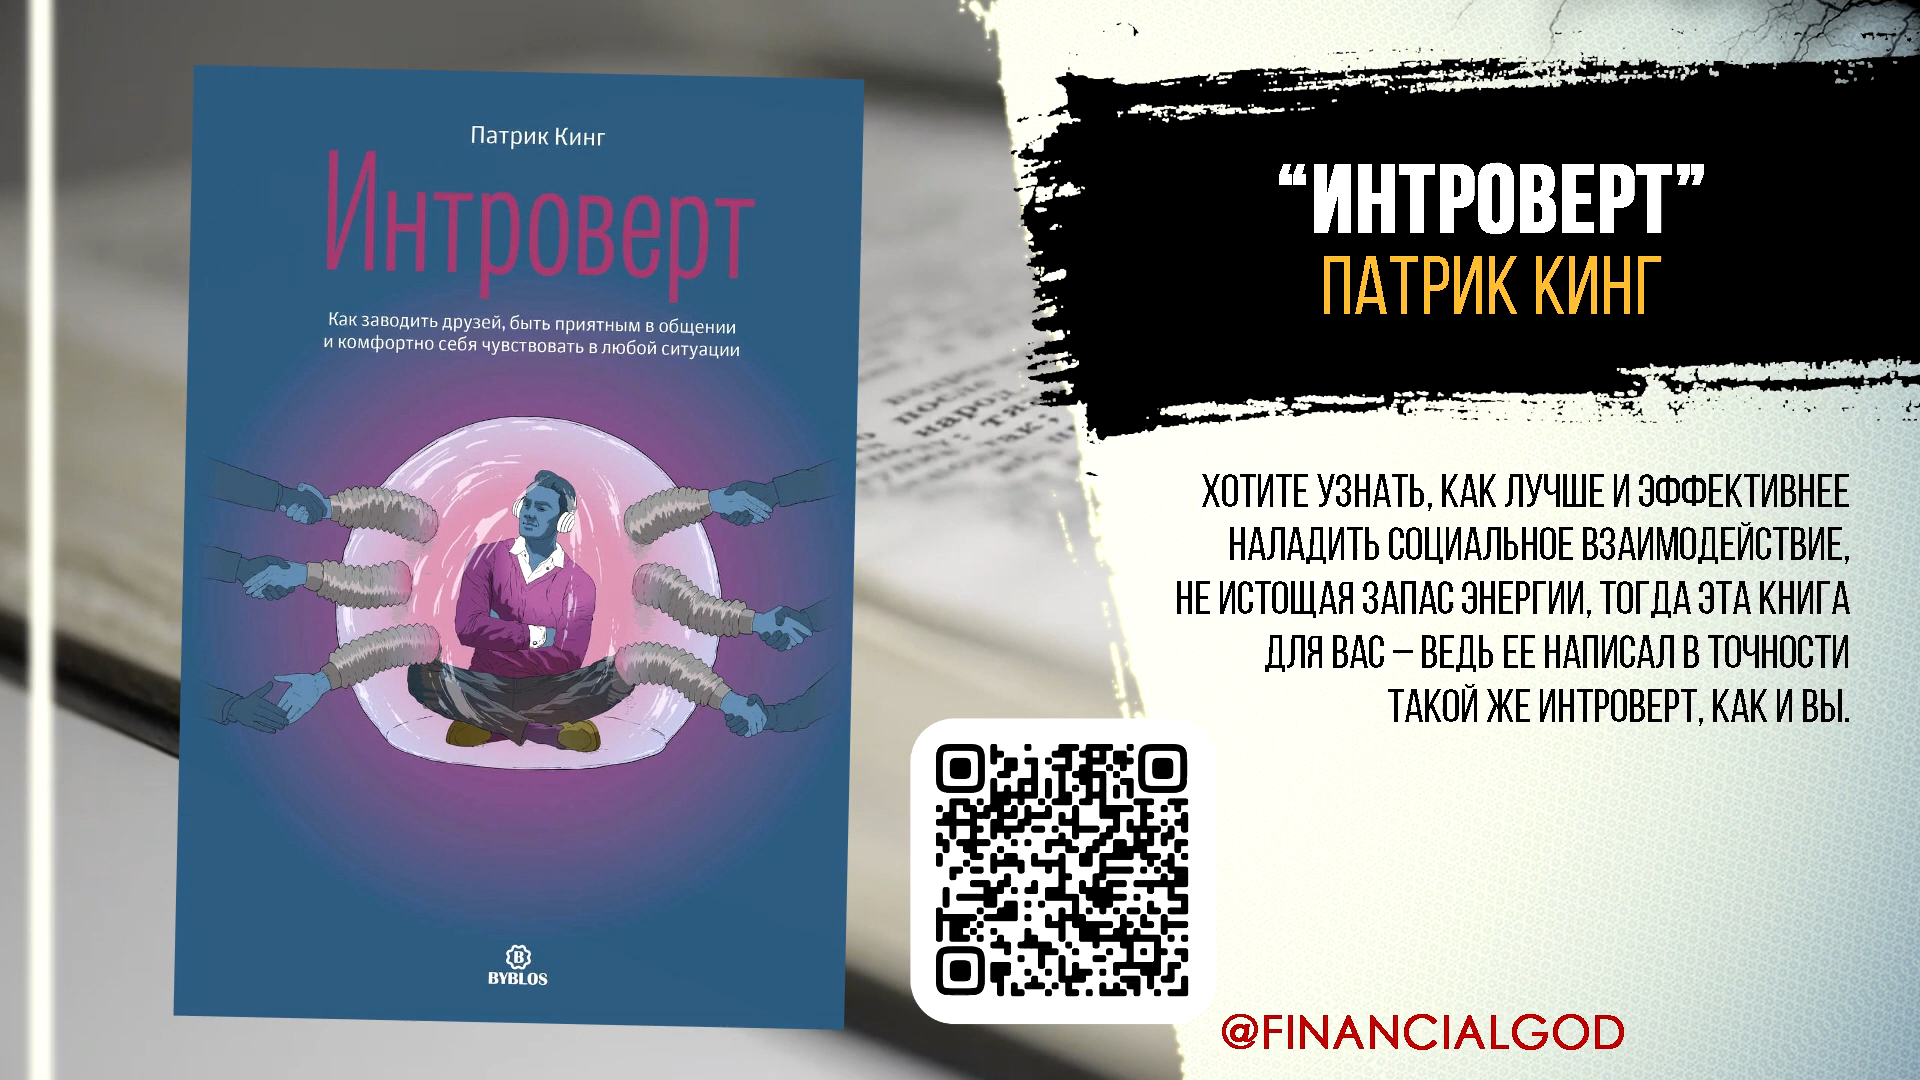 Патрик Кинг
Интроверт
Как заводить друзей, быть приятным в общении
и комфортно себя чувствовать в любой ситуации
B
BYBLOS
“ИНТРОВЕРТ”
ПАТРИК КИНГ
ХОТИТЕ УЗНАТЬ, КАК ЛУЧШЕ И ЭФФЕКТИВНЕЕ
НАЛАДИТЬ СОЦИАЛЬНОЕ ВЗАИМОДЕЙСТВИЕ,
НЕ ИСТОЩАЯ ЗАПАС ЭНЕРГИИ, ТОГДА ЭТА КНИГА
ДЛЯ ВАС – ВЕДЬ ЕЕ НАПИСАЛ В ТОЧНОСТИ
ТАКОЙ ЖЕ ИНТРОВЕРТ, КАК И ВЫ.
@FINANCIALGOD